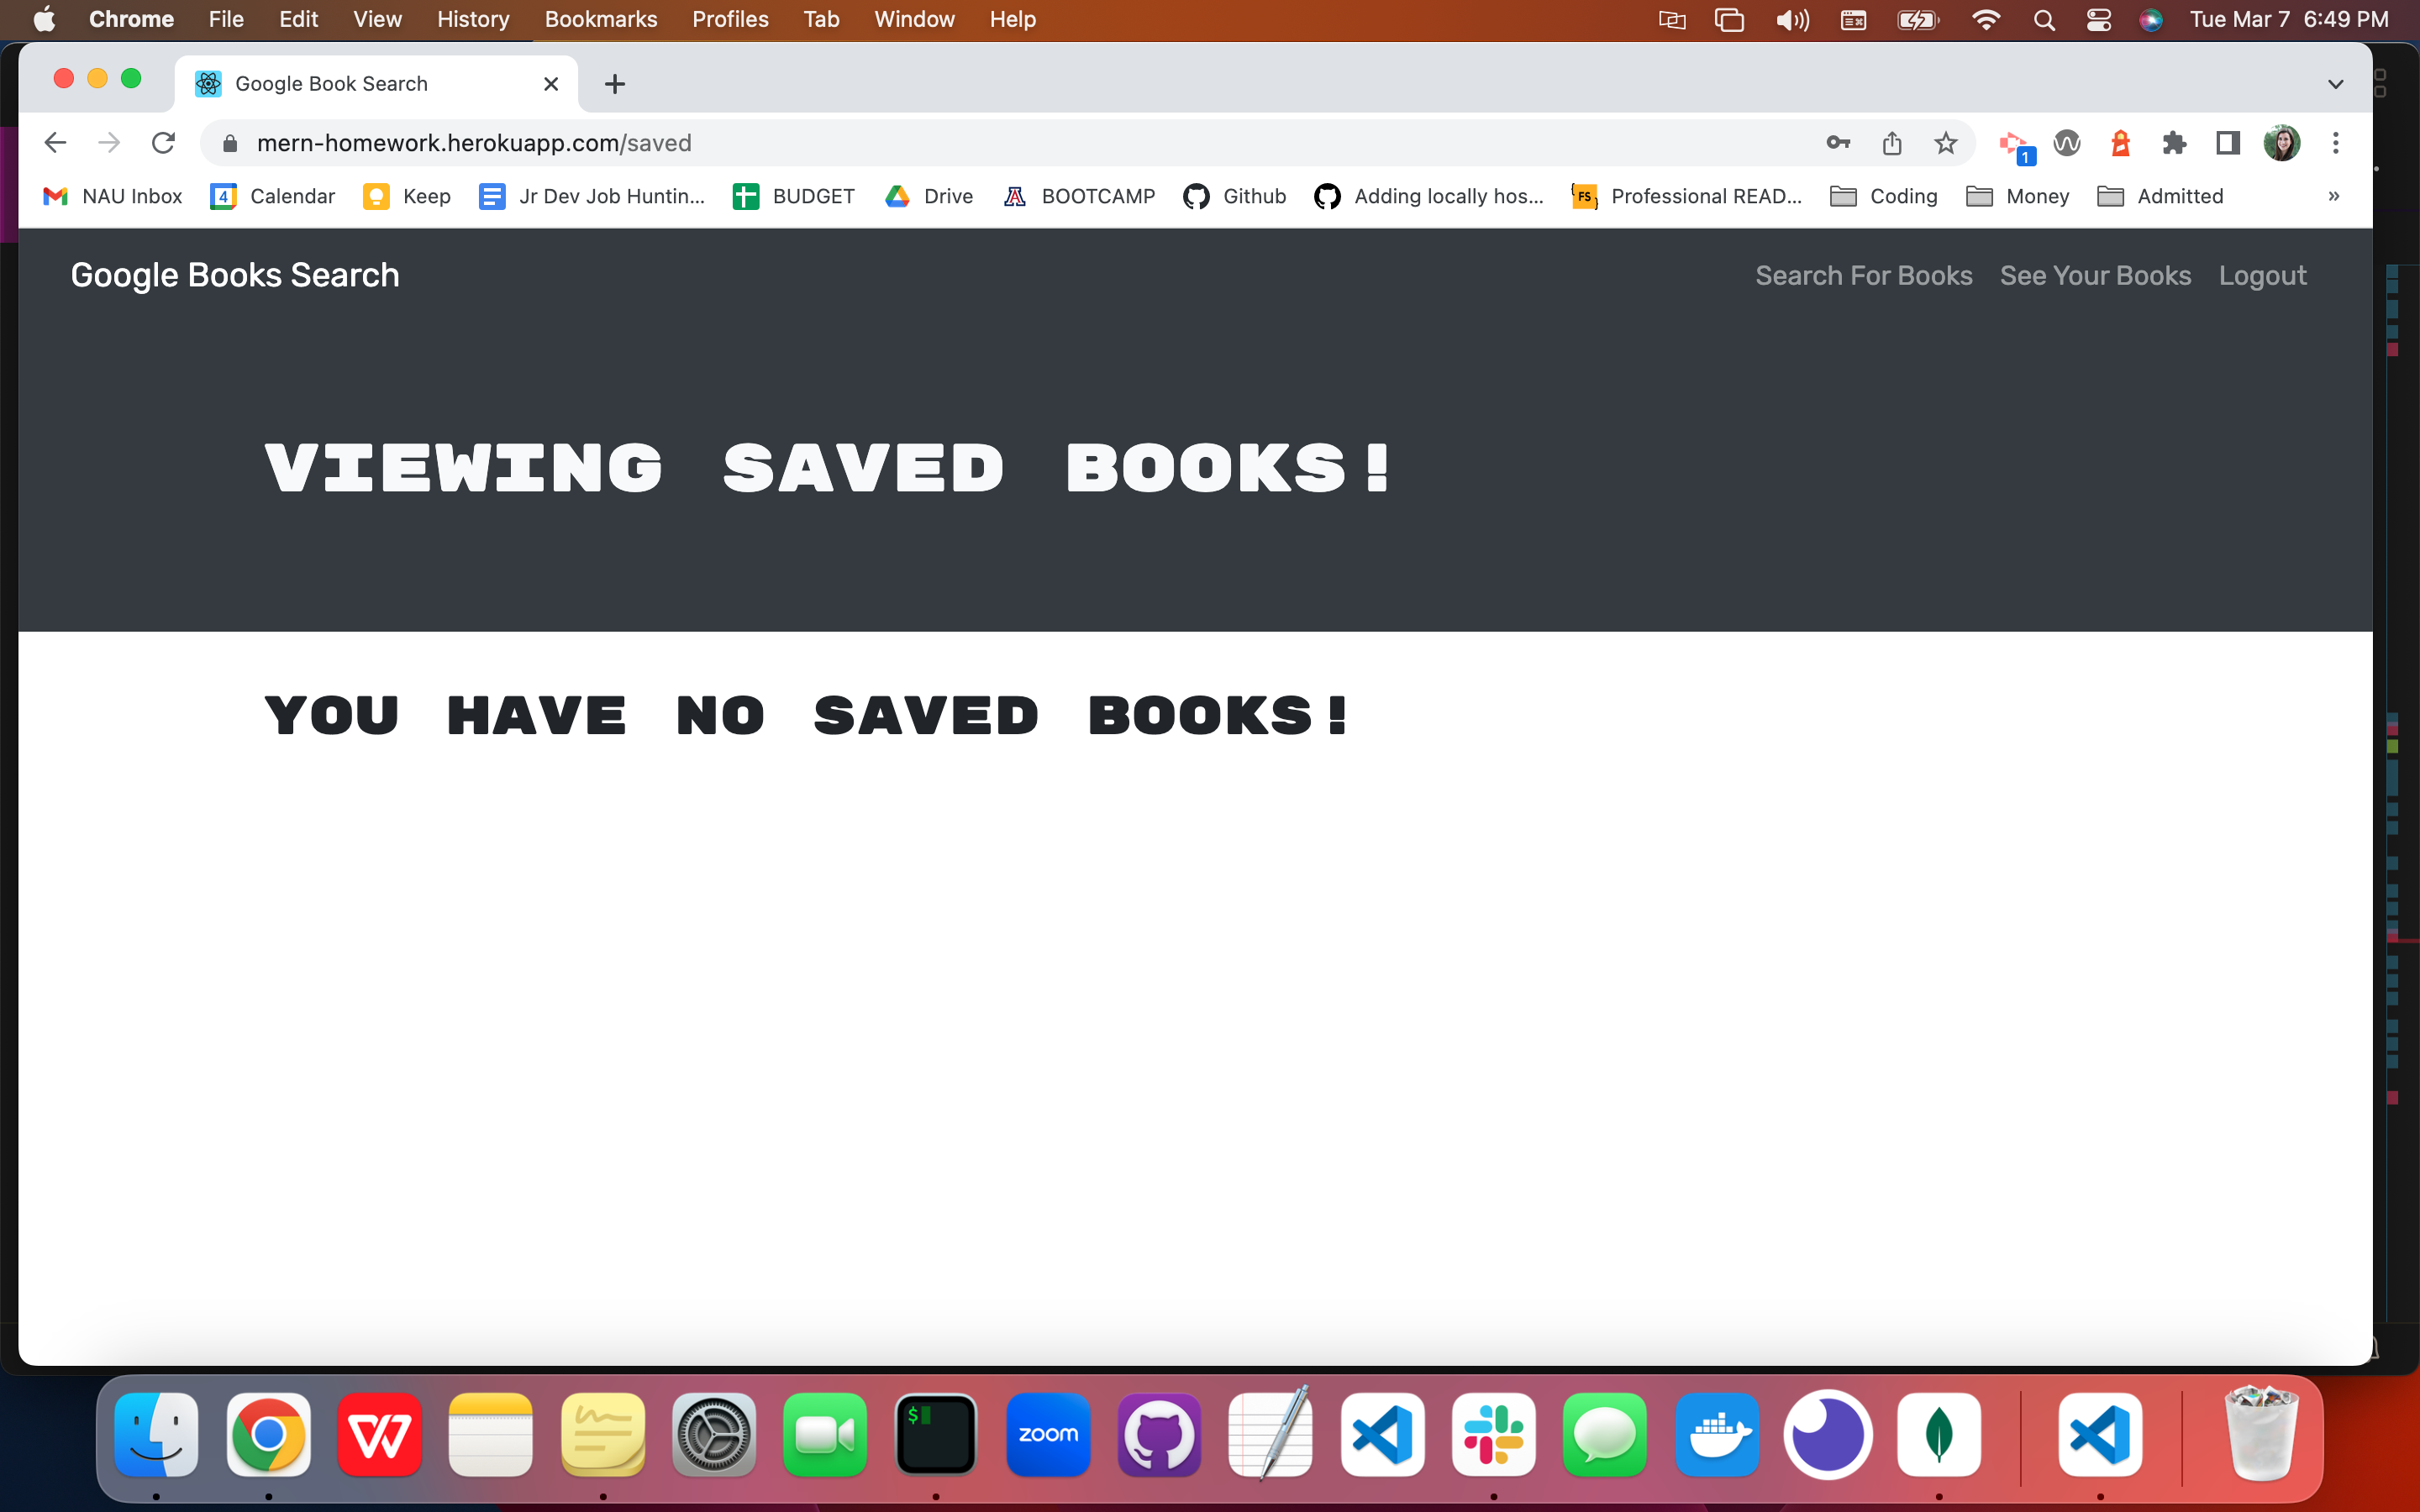 Chrome File Edit View History Bookmarks Profiles Tab Window Help Tue Mar 7 6:49 PM
Google Book Search
mern-homework.herokuapp.com/saved
1
NAU Inbox 4 Calendar Keep Jr Dev Job Huntin... BUDGET Drive BOOTCAMP Github Adding locally hos... FS Professional READ... Coding Money Admitted »
Google Books Search Search For Books See Your Books Logout
VIEWING SAVED BOOKS!
YOU HAVE NO SAVED BOOKS!
$ zoom